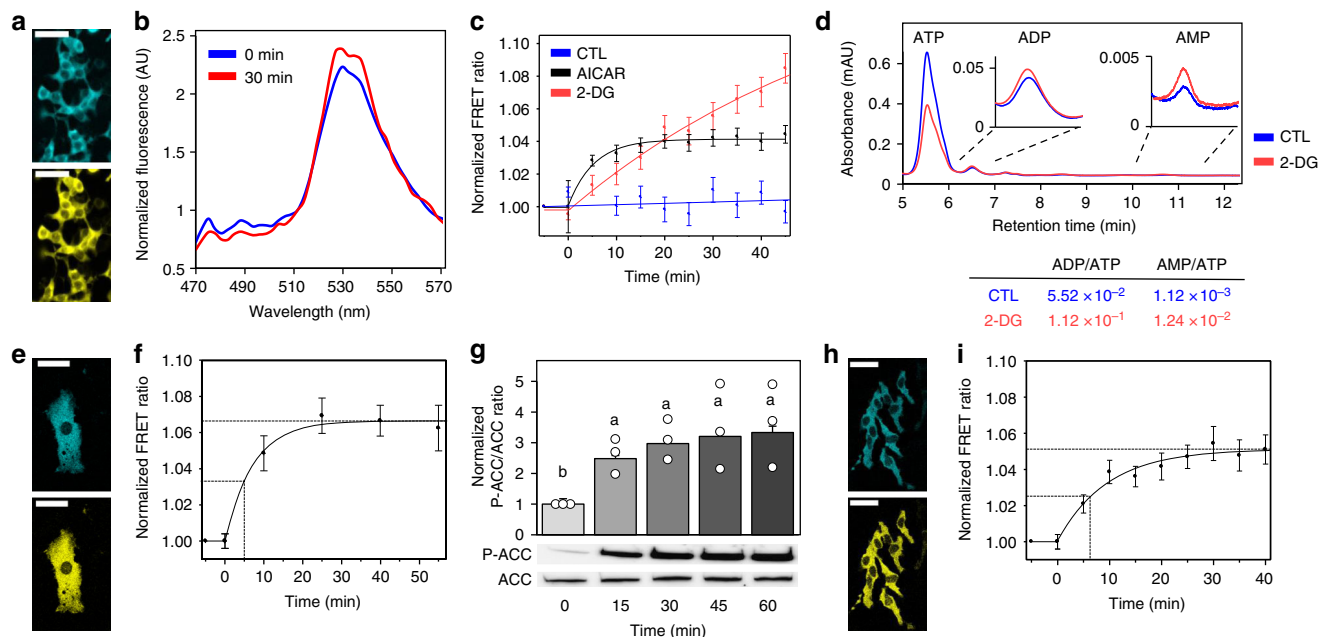 a
b
2.5
2
1.5
1
0.5
Normalized fluorescence (AU)
0 min
30 min
470 490 510 530 550 570
Wavelength (nm)
c
1.10
1.08
1.06
1.04
1.02
1.00
Normalized FRET ratio
CTL
AICAR
2-DG
0 10 20 30 40
Time (min)
d
ATP ADP AMP
0.6
0.4
0.2
0
Absorbance (mAU)
0.05
0
0.005
0
CTL
2-DG
5 6 7 8 9 10 11 12
Retention time (min)
ADP/ATP AMP/ATP
CTL 5.52 ×10–2 1.12 ×10–3
2-DG 1.12 ×10–1 1.24 ×10–2
e
f
1.10
1.08
1.06
1.04
1.02
1.00
Normalized FRET ratio
0 10 20 30 40 50
Time (min)
g
5
4
3
2
1
0
Normalized
P-ACC/ACC ratio
b a a a a
P-ACC
ACC
0 15 30 45 60
Time (min)
h
i
1.10
1.08
1.06
1.04
1.02
1.00
Normalized FRET ratio
0 10 20 30 40
Time (min)